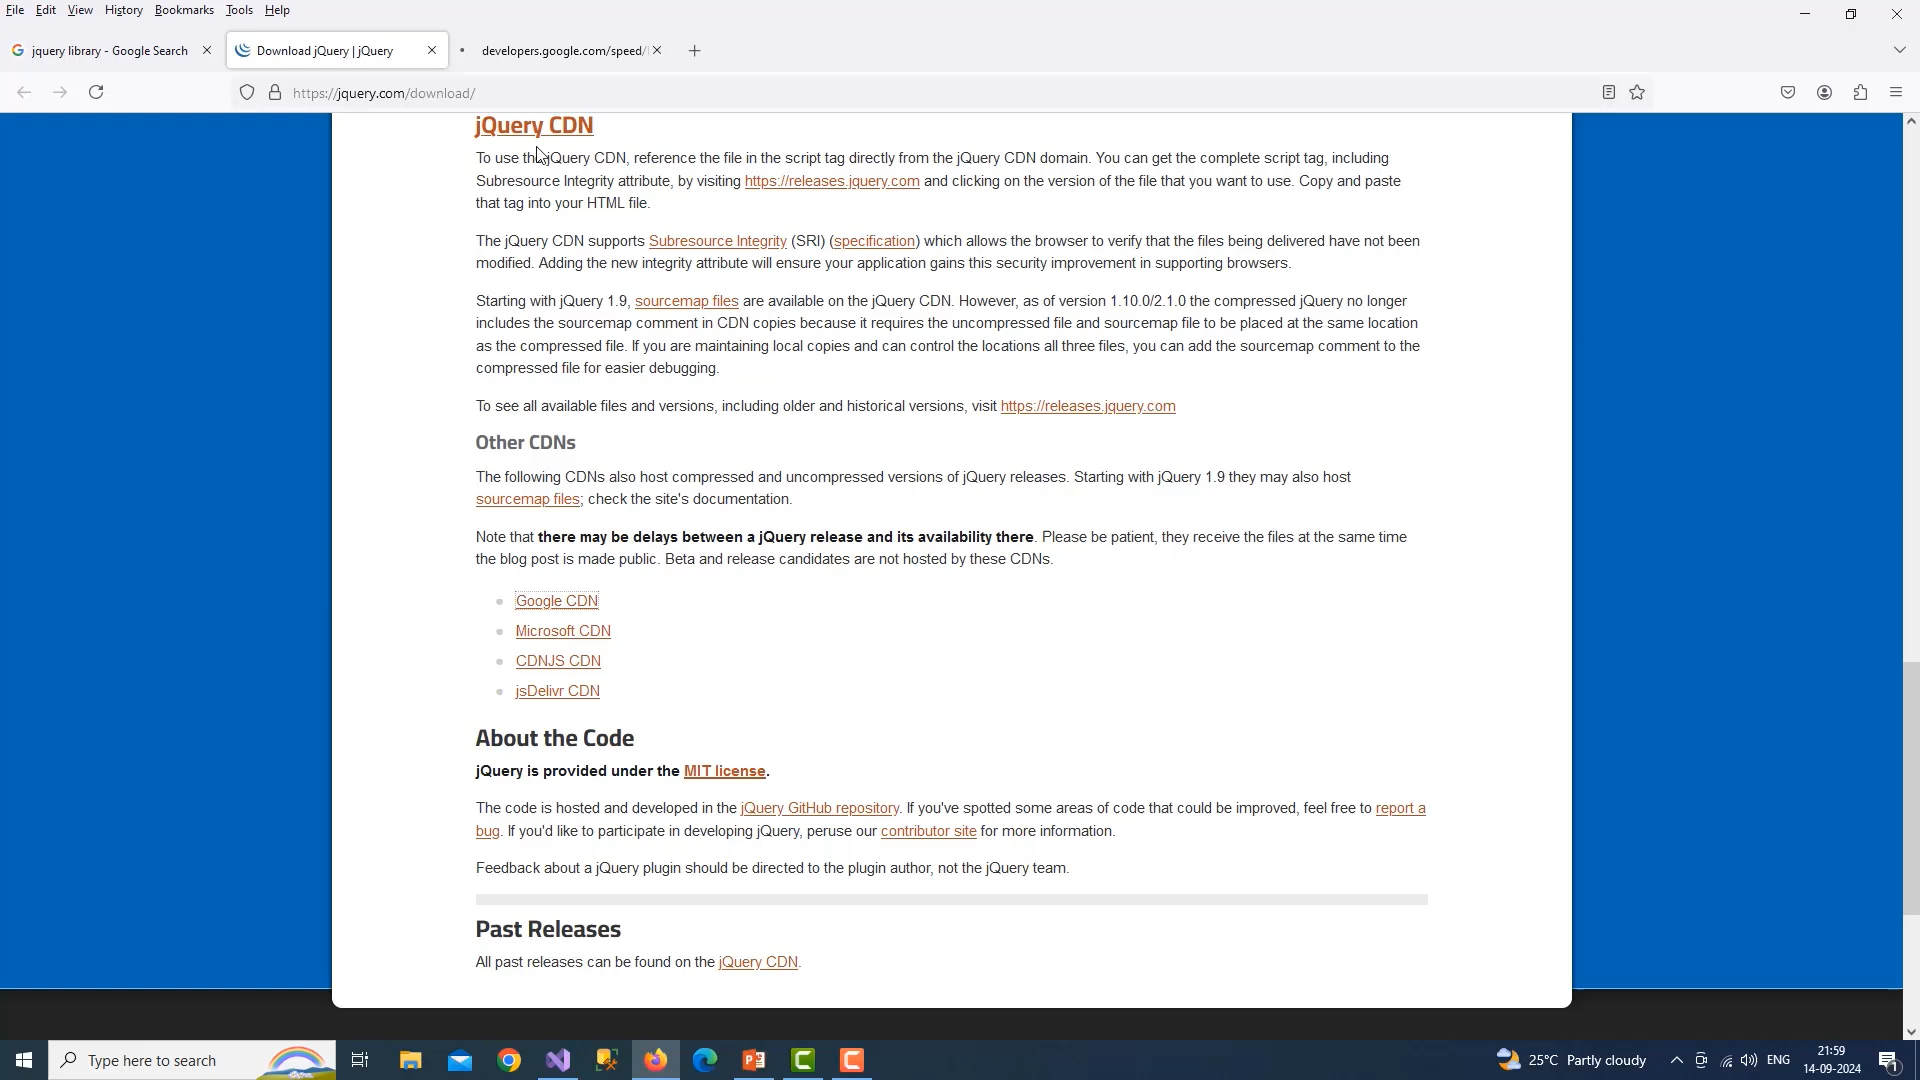 File Edit View History Bookmarks Tools Help
jquery library - Google Search
Download jQuery | jQuery
developers.google.com/speed/
https://jquery.com/download/
jQuery CDN
To use the jQuery CDN, reference the file in the script tag directly from the jQuery CDN domain. You can get the complete script tag, including
Subresource Integrity attribute, by visiting https://releases.jquery.com and clicking on the version of the file that you want to use. Copy and paste
that tag into your HTML file.
The jQuery CDN supports Subresource Integrity (SRI) (specification) which allows the browser to verify that the files being delivered have not been
modified. Adding the new integrity attribute will ensure your application gains this security improvement in supporting browsers.
Starting with jQuery 1.9, sourcemap files are available on the jQuery CDN. However, as of version 1.10.0/2.1.0 the compressed jQuery no longer
includes the sourcemap comment in CDN copies because it requires the uncompressed file and sourcemap file to be placed at the same location
as the compressed file. If you are maintaining local copies and can control the locations all three files, you can add the sourcemap comment to the
compressed file for easier debugging.
To see all available files and versions, including older and historical versions, visit https://releases.jquery.com
Other CDNs
The following CDNs also host compressed and uncompressed versions of jQuery releases. Starting with jQuery 1.9 they may also host
sourcemap files; check the site's documentation.
Note that there may be delays between a jQuery release and its availability there. Please be patient, they receive the files at the same time
the blog post is made public. Beta and release candidates are not hosted by these CDNs.
Google CDN
Microsoft CDN
CDNJS CDN
jsDelivr CDN
About the Code
jQuery is provided under the MIT license.
The code is hosted and developed in the jQuery GitHub repository. If you've spotted some areas of code that could be improved, feel free to report a
bug. If you'd like to participate in developing jQuery, peruse our contributor site for more information.
Feedback about a jQuery plugin should be directed to the plugin author, not the jQuery team.
Past Releases
All past releases can be found on the jQuery CDN.
Type here to search
25°C Partly cloudy
ENG
21:59
14-09-2024
1